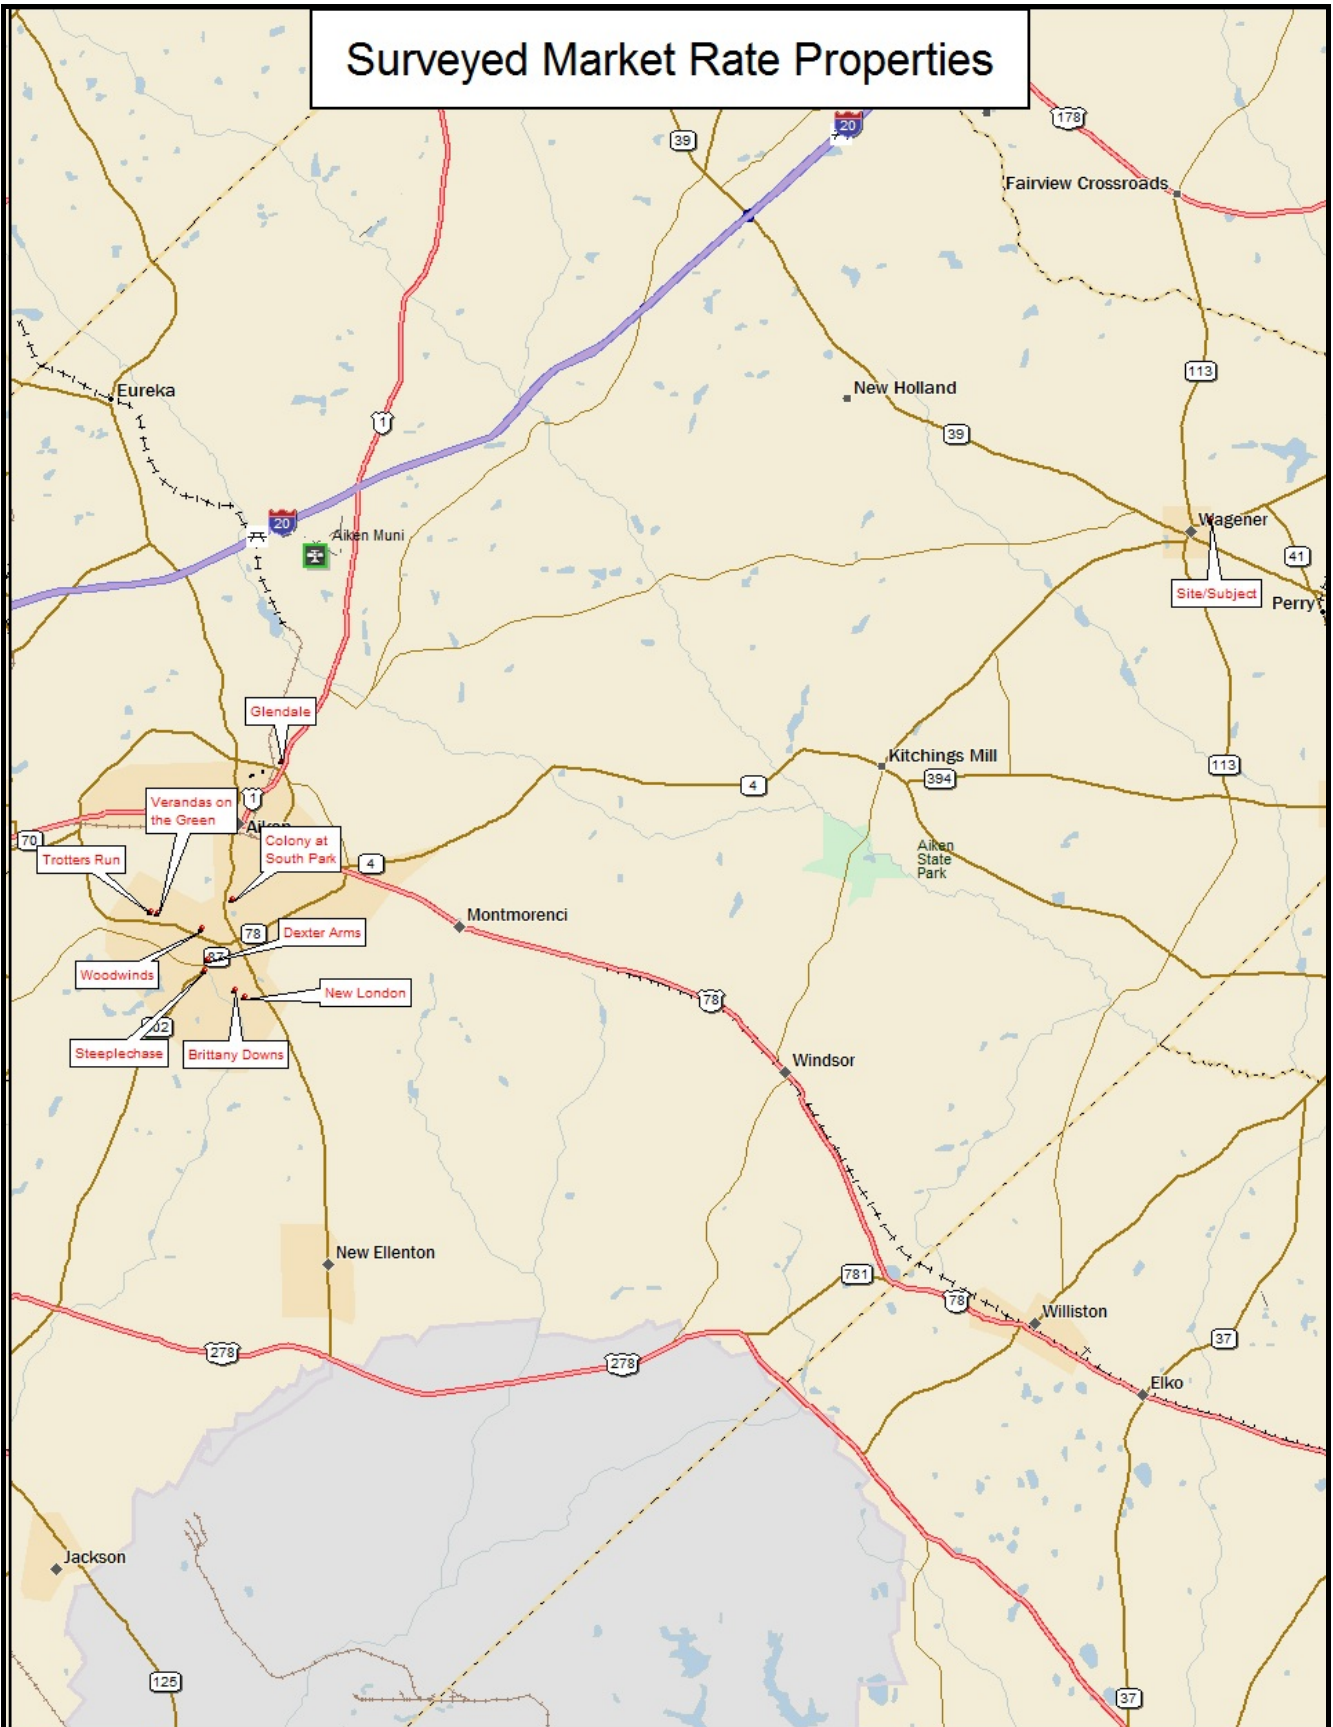 Surveyed Market Rate Properties
20
39
178
Fairview Crossroads
113
Eureka
New Holland
1
39
20
Aiken Muni
Wagener
41
Site/Subject
Perry
Glendale
Kitchings Mill
113
394
4
1
Verandas on
the Green
Aiken
70
Colony at
South Park
Trotters Run
4
Aiken
State
Park
Montmorenci
78
Dexter Arms
87
Woodwinds
New London
78
02
Steeplechase
Brittany Downs
Windsor
New Ellenton
781
78
Williston
278
278
37
Elko
Jackson
125
37